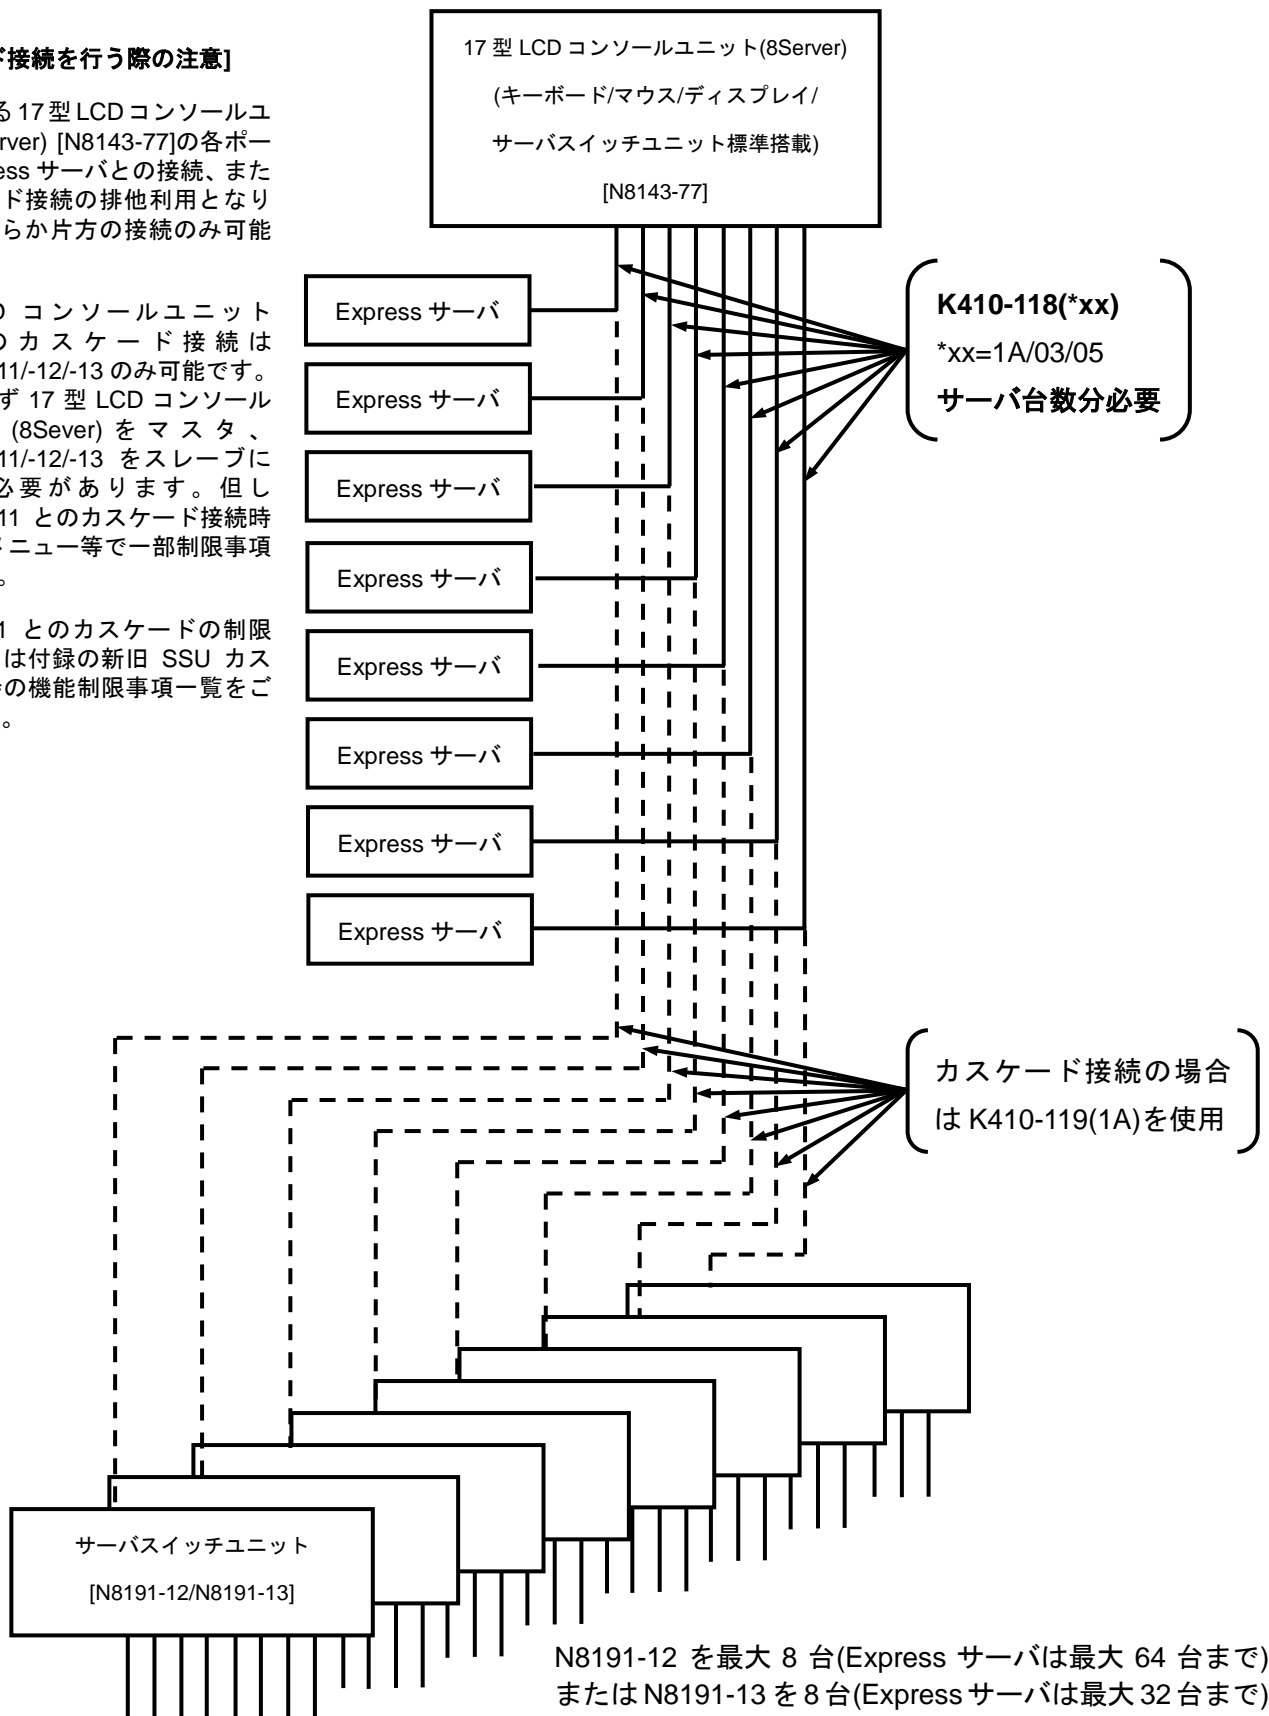 ド接続を行う際の注意]
る 17 型 LCD コンソールユ
erver) [N8143-77]の各ポー
ess サーバとの接続、また
ド接続の排他利用となり
らか片方の接続のみ可能
D コンソールユニット
のカスケード接続は
11/-12/-13 のみ可能です。
ず 17 型 LCD コンソール
(8Sever) をマスタ、
11/-12/-13 をスレーブに
必要があります。但し
11 とのカスケード接続時
メニュー等で一部制限事項
。
1 とのカスケードの制限
は付録の新旧 SSU カス
時の機能制限事項一覧をご
。
17 型 LCD コンソールユニット(8Server)
(キーボード/マウス/ディスプレイ/
サーバスイッチユニット標準搭載)
[N8143-77]
Express サーバ
Express サーバ
Express サーバ
Express サーバ
Express サーバ
Express サーバ
Express サーバ
Express サーバ
K410-118(*xx)
*xx=1A/03/05
サーバ台数分必要
カスケード接続の場合
は K410-119(1A)を使用
サーバスイッチユニット
[N8191-12/N8191-13]
N8191-12 を最大 8 台(Express サーバは最大 64 台まで)
または N8191-13 を 8 台(Express サーバは最大 32 台まで)